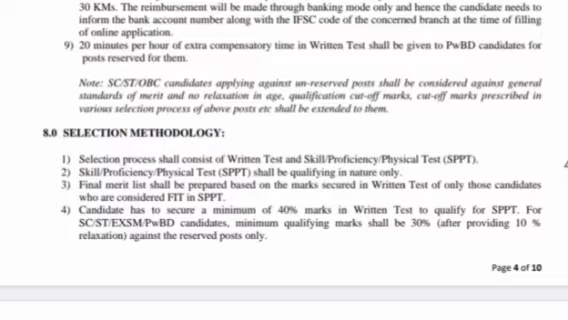 30 KMs. The reimbursement will be made through banking mode only and hence the candidate needs to
inform the bank account number along with the IFSC code of the concerned branch at the time of filling
of online application.
9) 20 minutes per hour of extra compensatory time in Written Test shall be given to PwBD candidates for
posts reserved for them.
Note: SC/ST/OBC candidates applying against un-reserved posts shall be considered against general
standards of merit and no relaxation in age, qualification cut-off marks, cut-off marks prescribed in
various selection process of above posts etc shall be extended to them.
8.0 SELECTION METHODOLOGY:
1) Selection process shall consist of Written Test and Skill/Proficiency/Physical Test (SPPT).
2) Skill/Proficiency/Physical Test (SPPT) shall be qualifying in nature only.
3) Final merit list shall be prepared based on the marks secured in Written Test of only those candidates
who are considered FIT in SPPT.
4) Candidate has to secure a minimum of 40% marks in Written Test to qualify for SPPT. For
SC/ST/EXSM/PwBD candidates, minimum qualifying marks shall be 30% (after providing 10 %
relaxation) against the reserved posts only.
Page 4 of 10